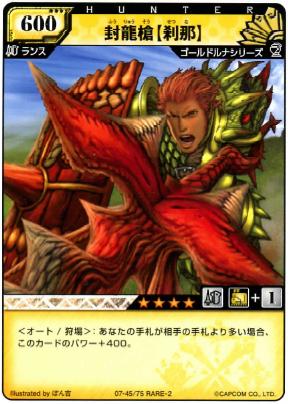 HUNTER
600
ふうりゅうそう せつな
封龍槍【刹那】
ランス
ゴールドルナシリーズ
2
★★★★
+1
<オート / 狩場>：あなたの手札が相手の手札より多い場合、
このカードのパワー+400。
Illustrated by ぽん吉
07-45/75 RARE-2
©CAPCOM CO., LTD.